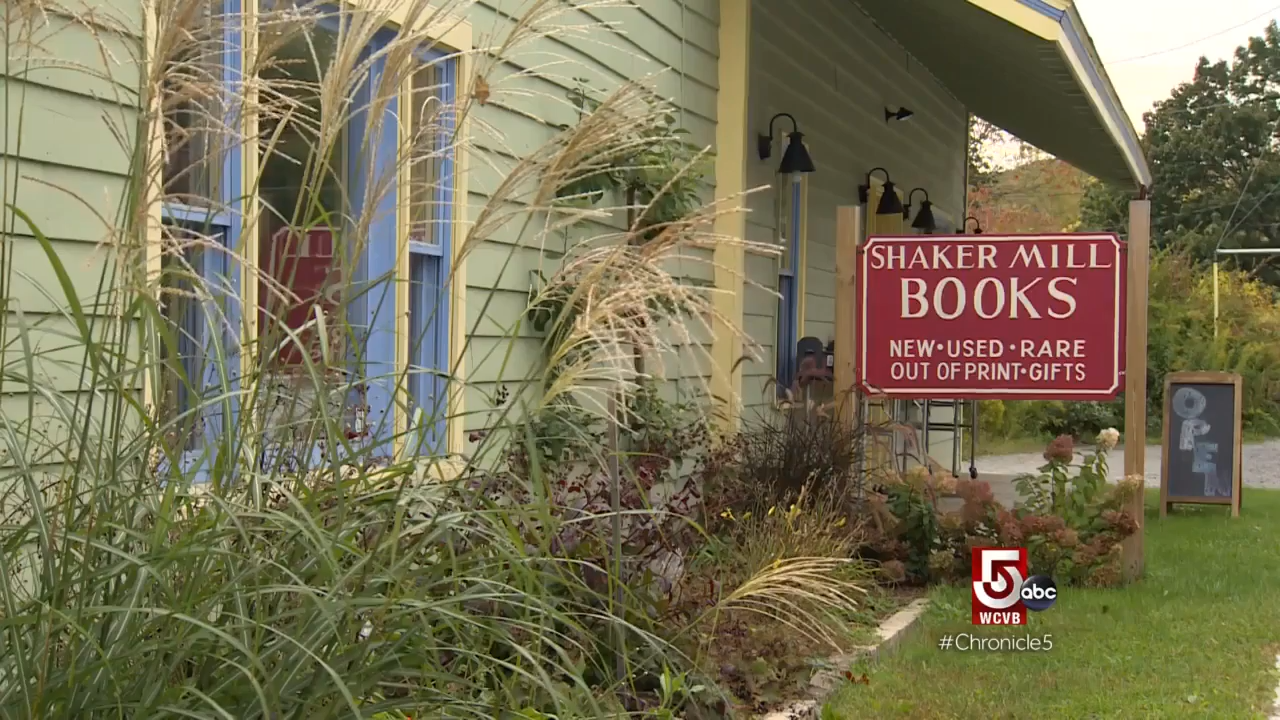 SHAKER MILL
BOOKS
NEW • USED • RARE
OUT OF PRINT • GIFTS
OPEN
5 abc
WCVB
#Chronicle5